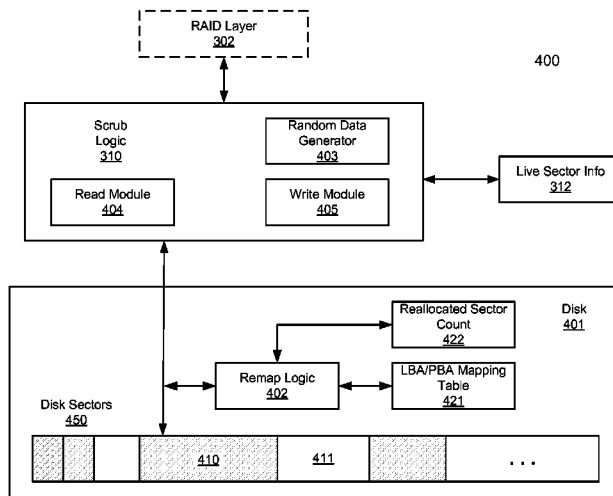 RAID Layer
302
400
Scrub
Logic
310
Random Data
Generator
403
Read Module
404
Write Module
405
Live Sector Info
312
Reallocated Sector
Count
422
Disk
401
Remap Logic
402
LBA/PBA Mapping
Table
421
Disk Sectors
450
410
411
...